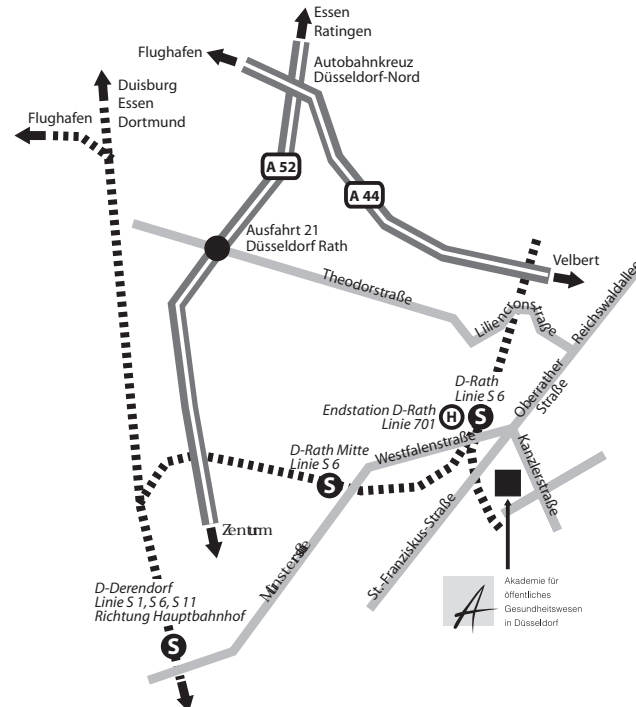 Essen
Ratingen
Flughafen
Autobahnkreuz
Düsseldorf-Nord
Duisburg
Essen
Dortmund
Flughafen
A 52
A 44
Ausfahrt 21
Düsseldorf Rath
Velbert
Theodorstraße
Liliencronstraße
Reichswaldallee
D-Rath
Linie S 6
Oberrather
Straße
Endstation D-Rath
Linie 701
H
S
Westfalenstraße
D-Rath Mitte
Linie S 6
S
Kanzlerstraße
Zentrum
Münsterstraße
St.-Franziskus-Straße
D-Derendorf
Linie S 1, S 6, S 11
Richtung Hauptbahnhof
S
A
Akademie für
öffentliches
Gesundheitswesen
in Düsseldorf